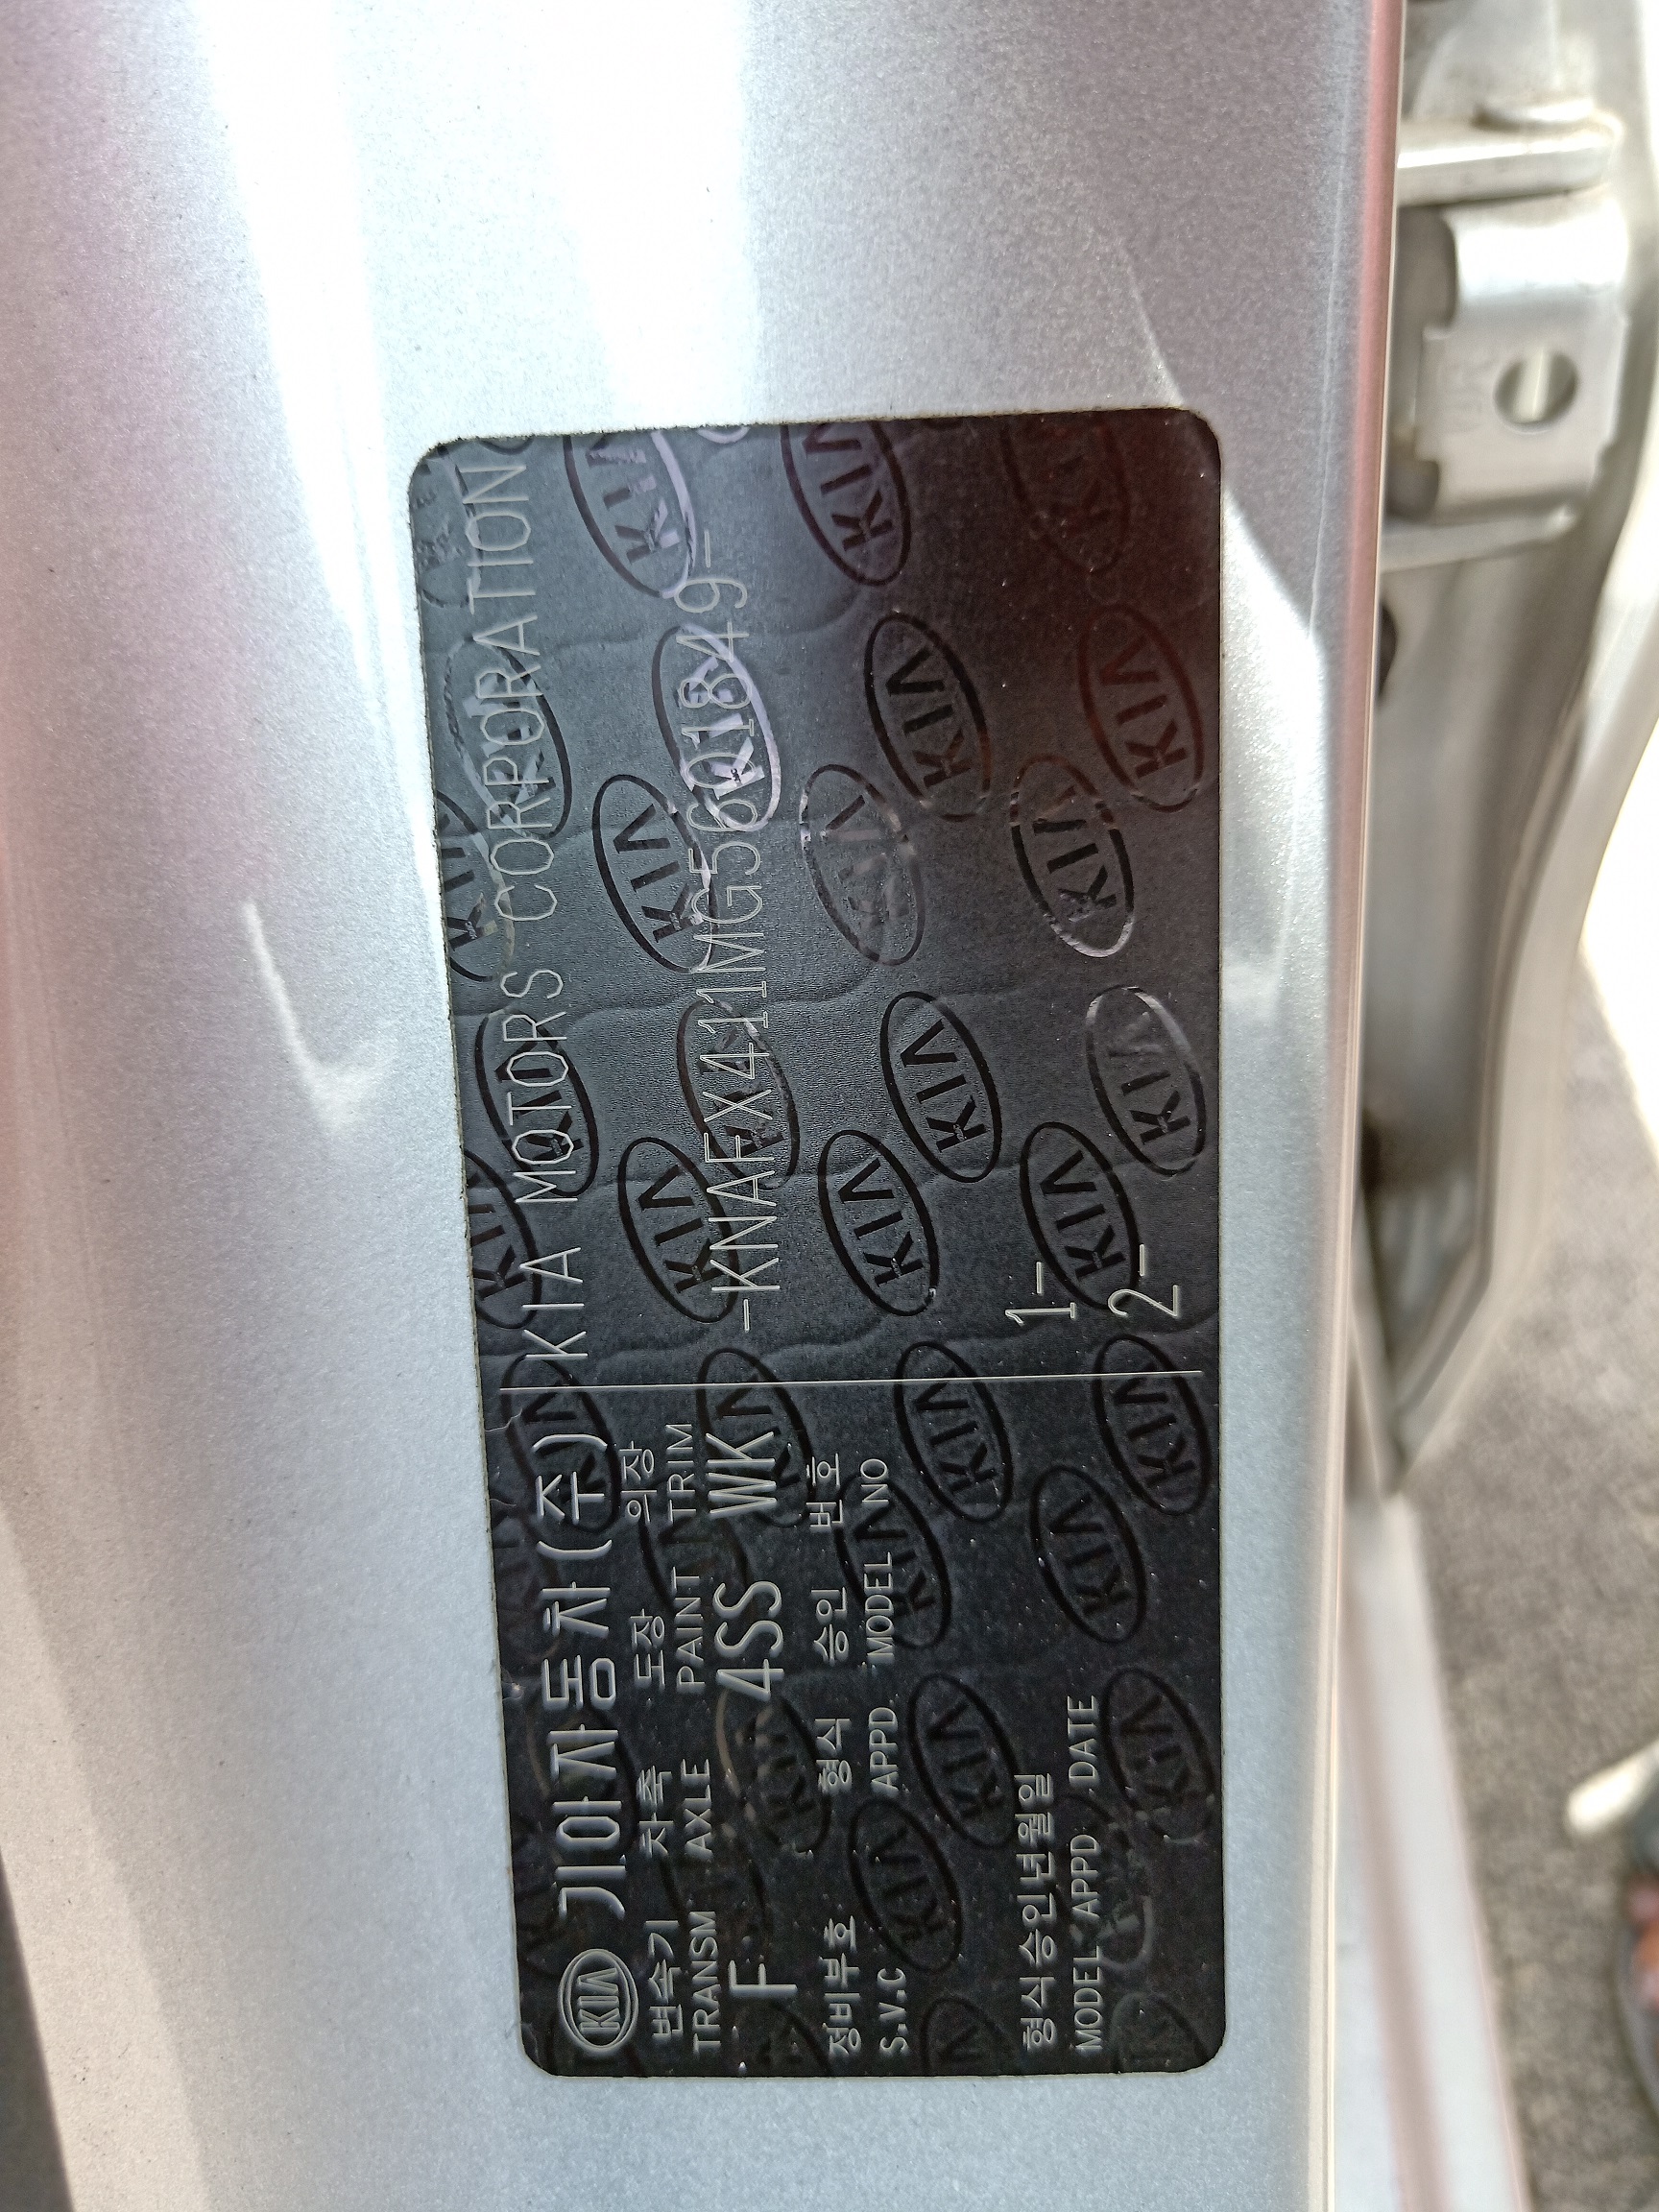 KIA 기아자동차(주) KIA MOTORS CORPORATION
변속기 차축 도장 의장
TRANSM AXLE PAINT TRIM
F 4SS WK -KNAFX411MG5601849-
정비부호 형식 승인 번호
S.V.C APPD MODEL NO
1-
형식승인년월일
MODEL APPD DATE
2-